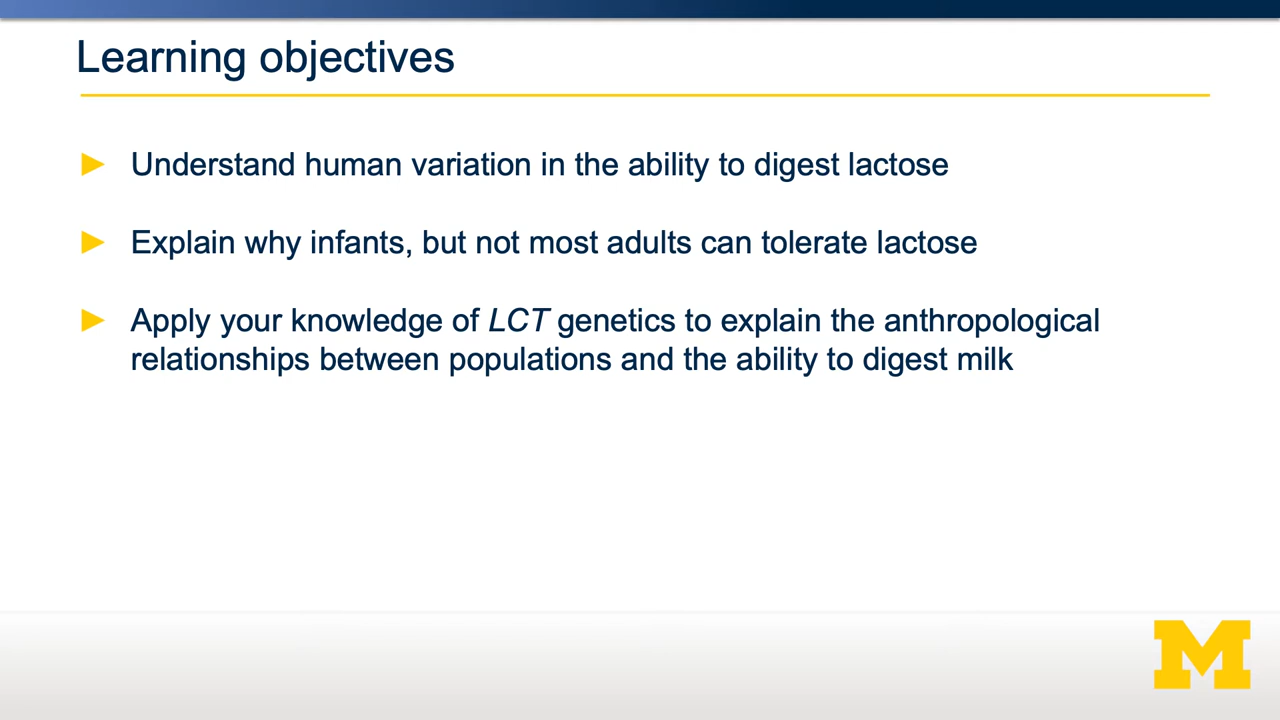 Learning objectives
Understand human variation in the ability to digest lactose
Explain why infants, but not most adults can tolerate lactose
Apply your knowledge of LCT genetics to explain the anthropological
relationships between populations and the ability to digest milk
M